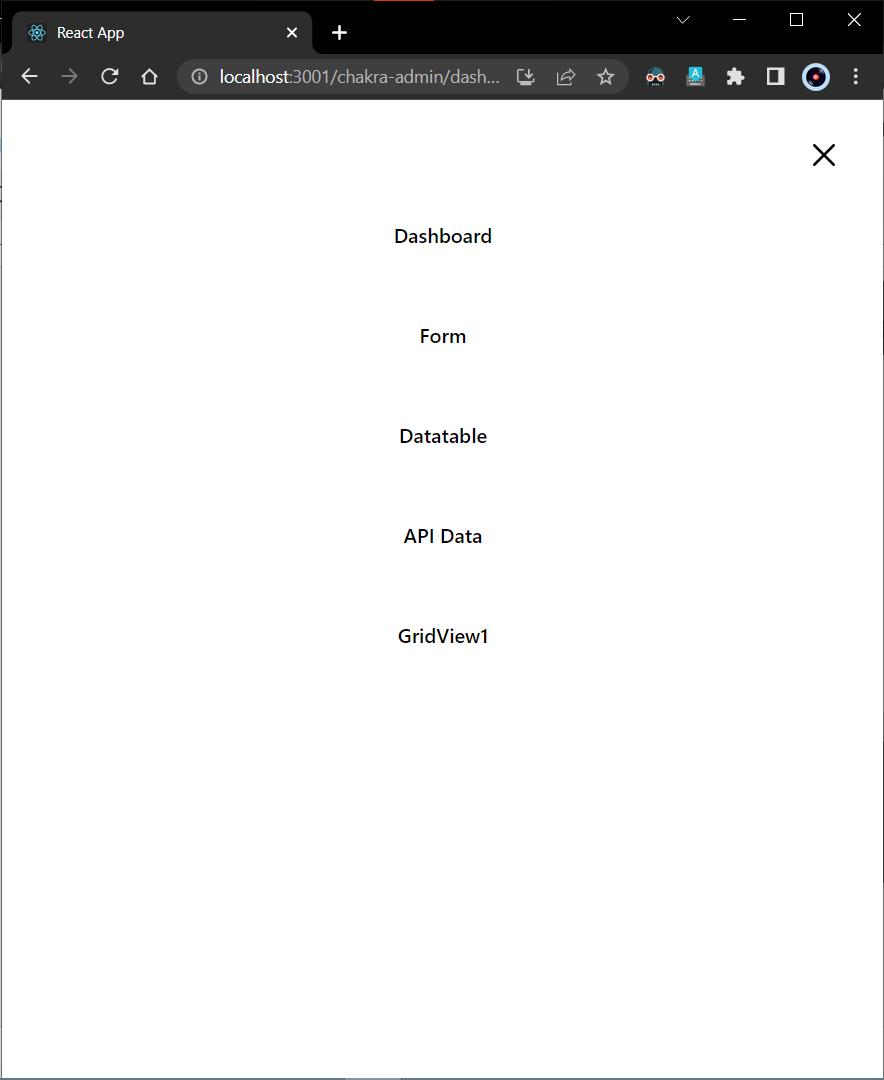 React App
localhost:3001/chakra-admin/dash...
A
Dashboard
Form
Datatable
API Data
GridView1